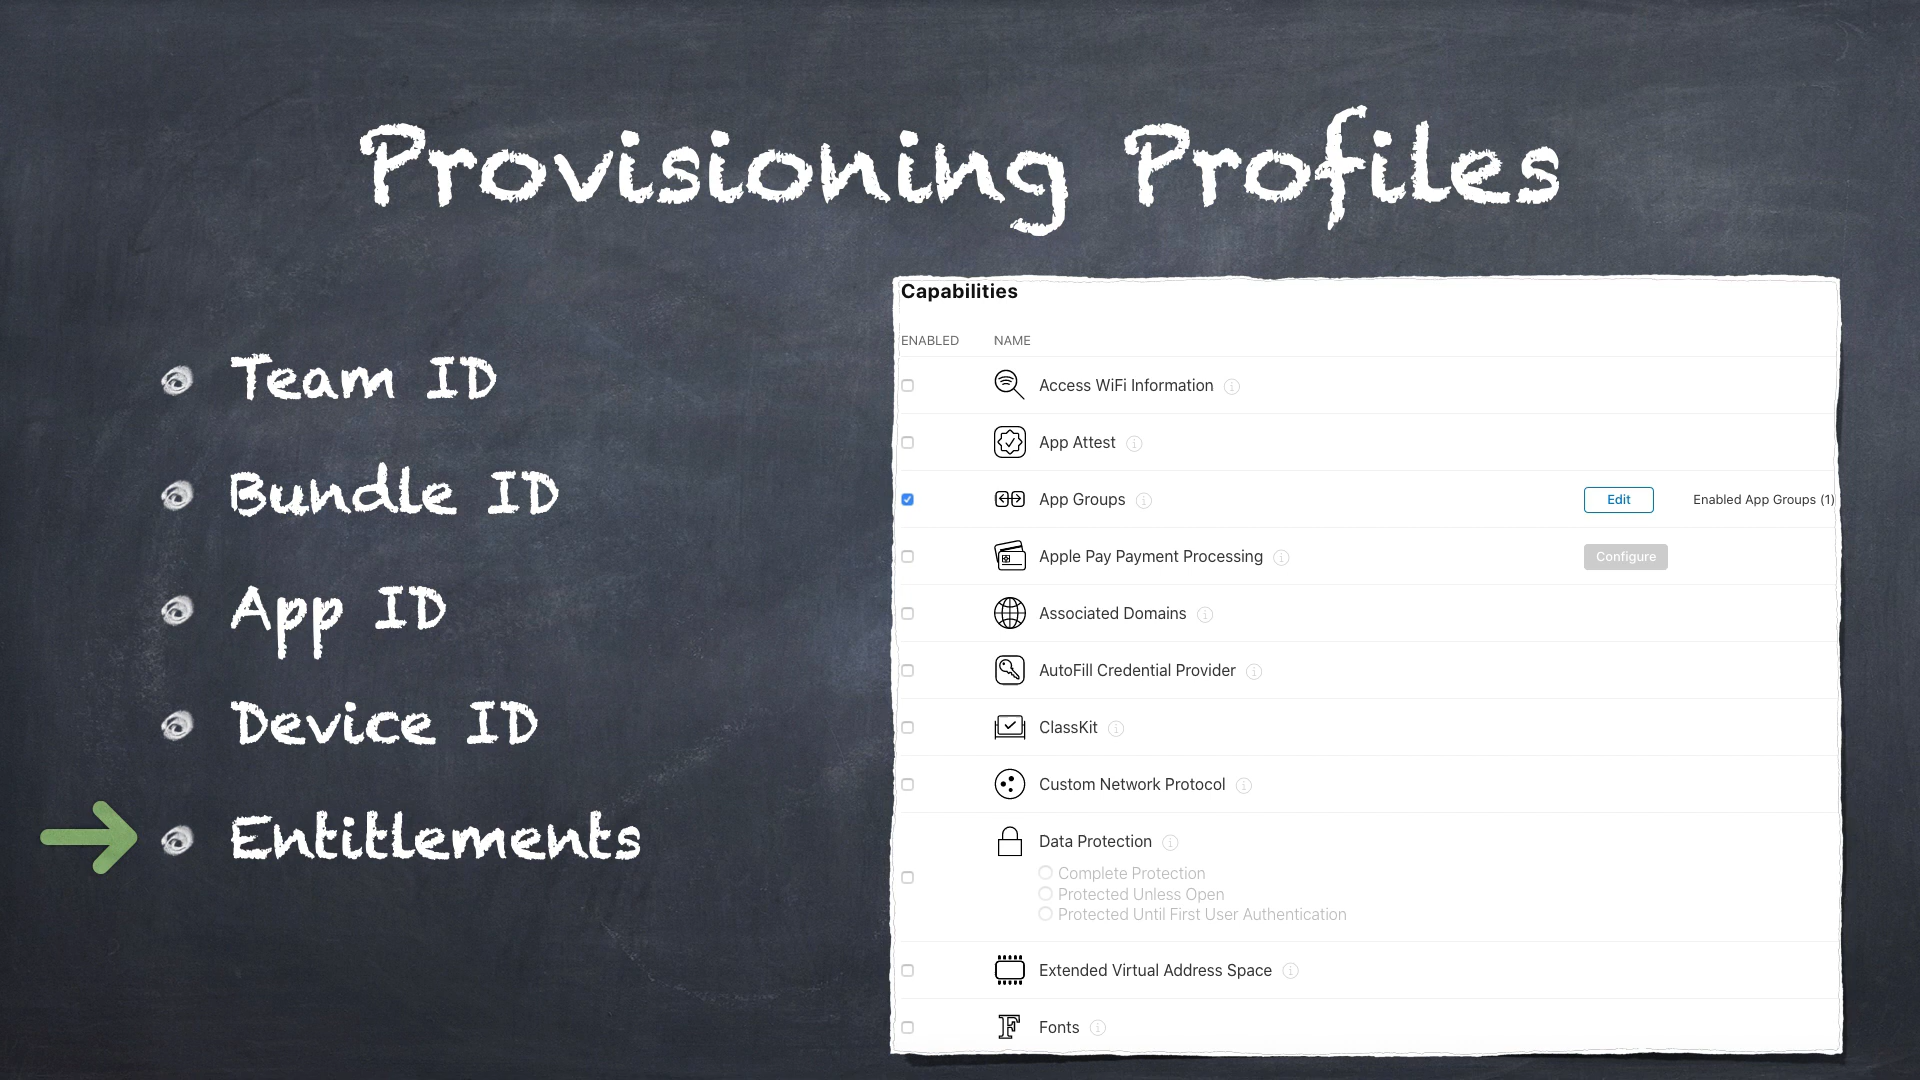 Provisioning Profiles
Team ID
Bundle ID
App ID
Device ID
Entitlements
Capabilities
ENABLED NAME
Access WiFi Information
App Attest
App Groups Edit Enabled App Groups (1)
Apple Pay Payment Processing Configure
Associated Domains
AutoFill Credential Provider
ClassKit
Custom Network Protocol
Data Protection
Complete Protection
Protected Unless Open
Protected Until First User Authentication
Extended Virtual Address Space
Fonts